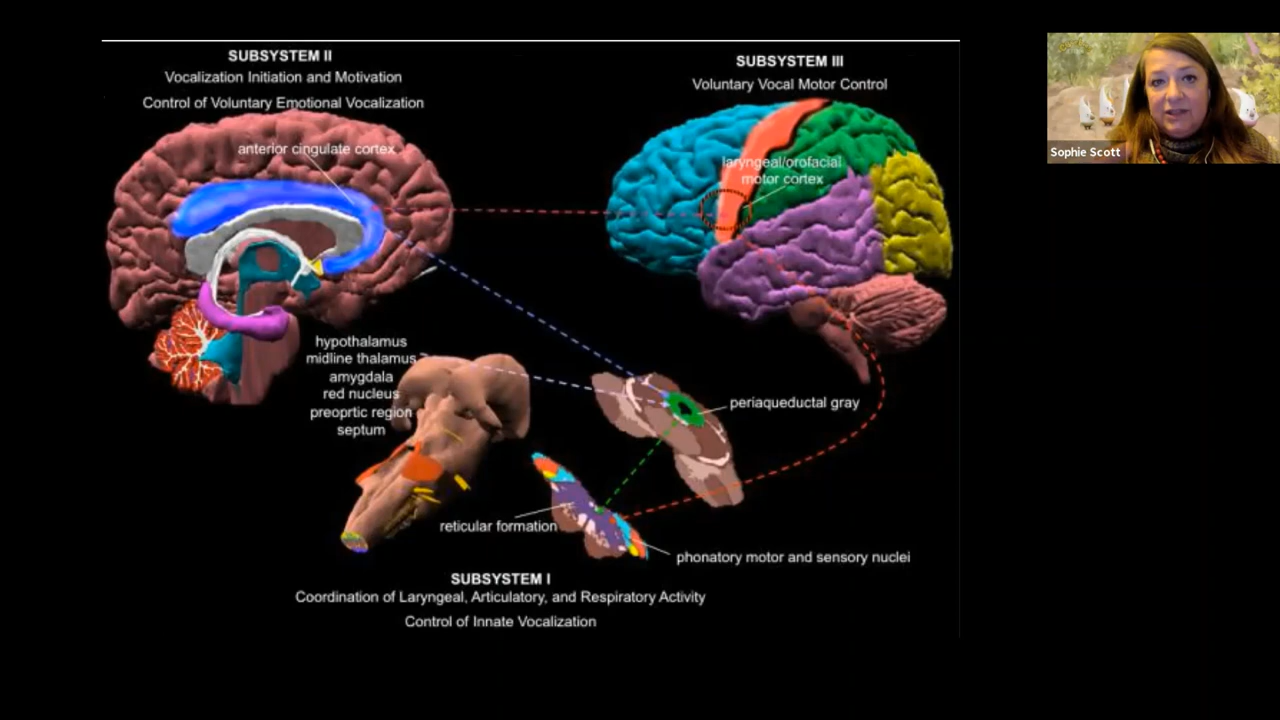 SUBSYSTEM II
Vocalization Initiation and Motivation
Control of Voluntary Emotional Vocalization
anterior cingulate cortex
SUBSYSTEM III
Voluntary Vocal Motor Control
laryngeal/orofacial
motor cortex
Sophie Scott
hypothalamus
midline thalamus
amygdala
red nucleus
preoprtic region
septum
periaqueductal gray
reticular formation
phonatory motor and sensory nuclei
SUBSYSTEM I
Coordination of Laryngeal, Articulatory, and Respiratory Activity
Control of Innate Vocalization